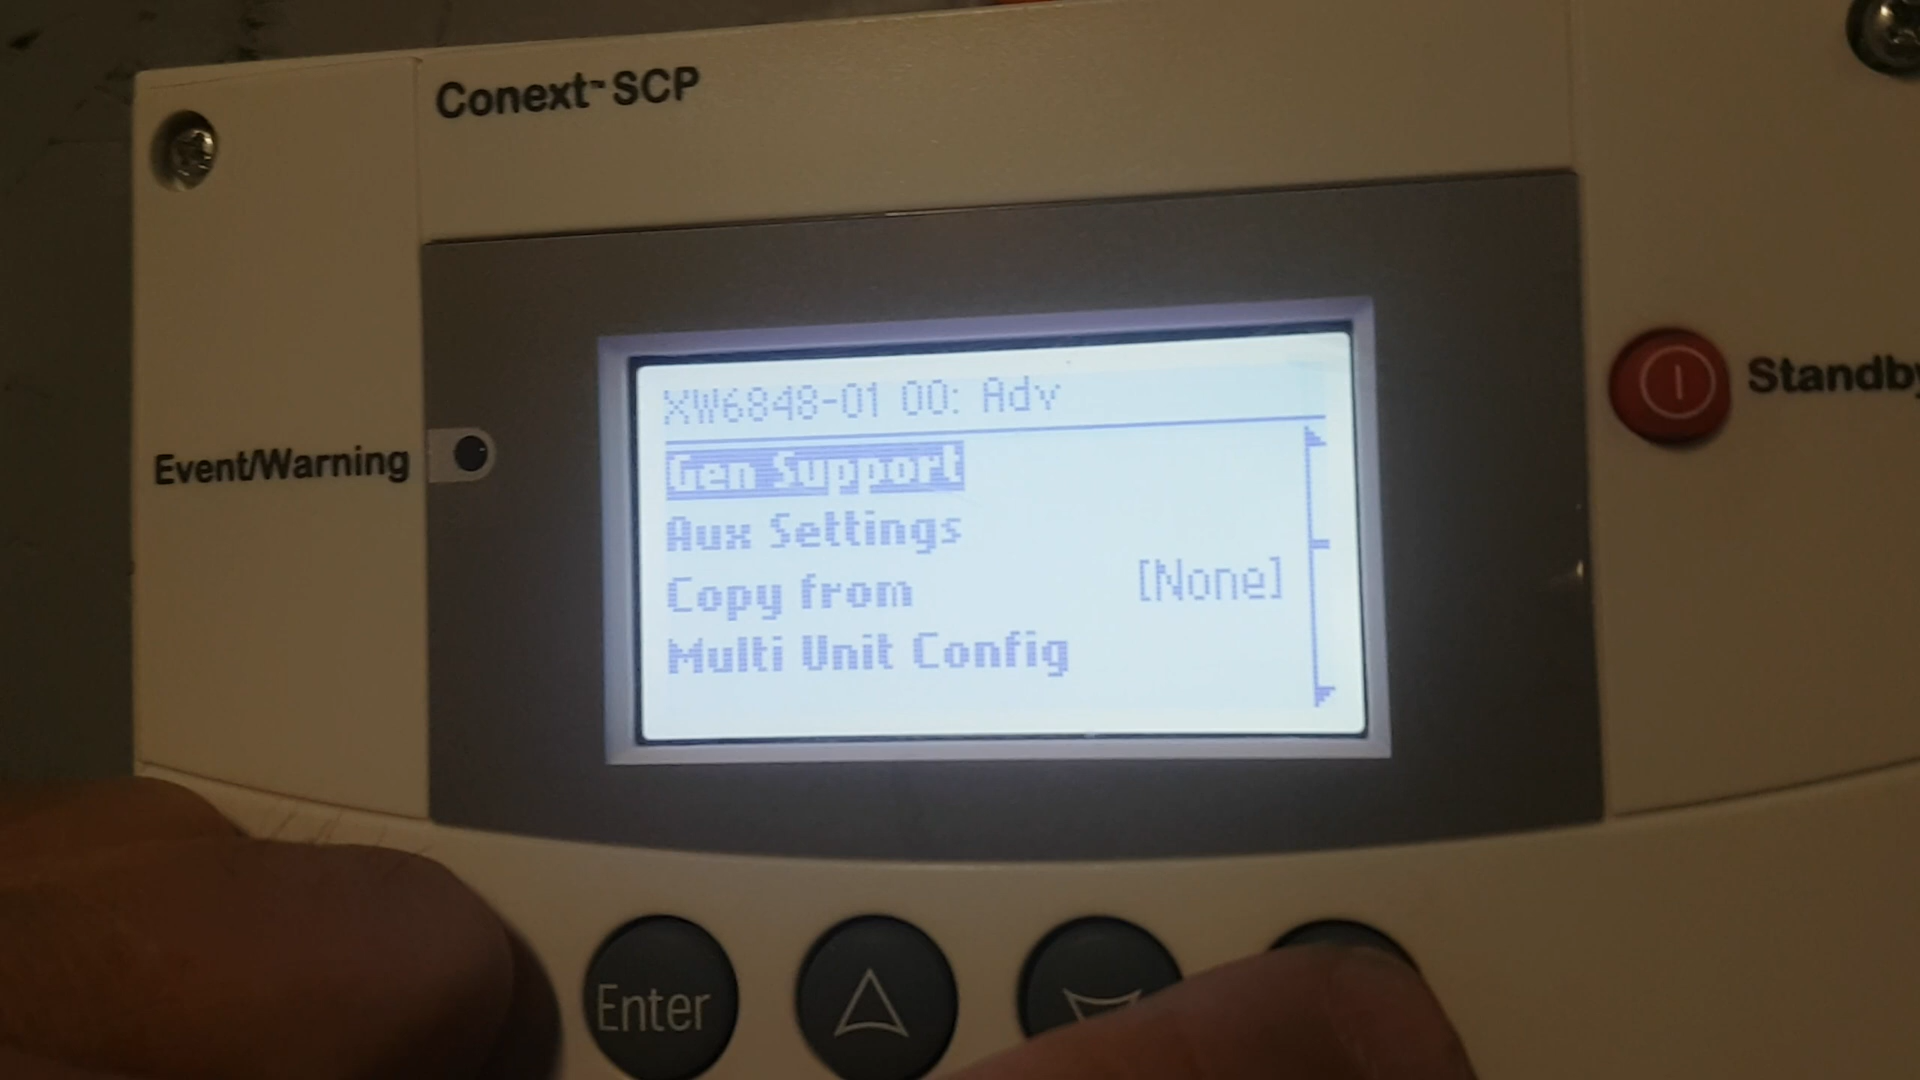 Conext™ SCP
XW6848-01 00: Adv
Gen Support
Aux Settings
Copy from [None]
Multi Unit Config
Event/Warning
Standby
Enter